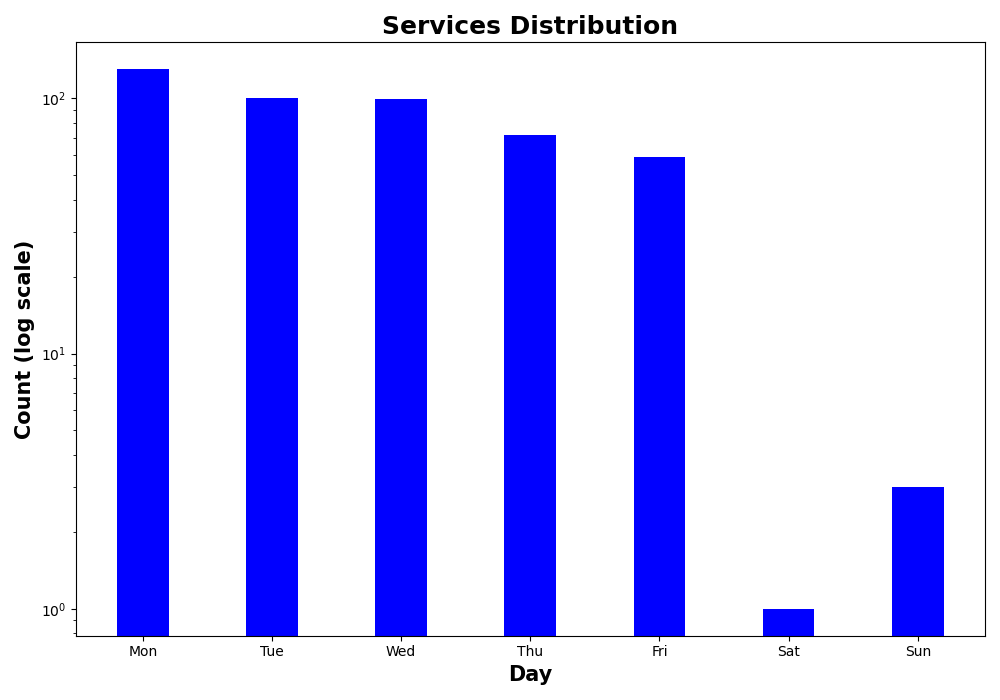 Services Distribution
Count (log scale)
10²
10¹
10⁰
Mon Tue Wed Thu Fri Sat Sun
Day